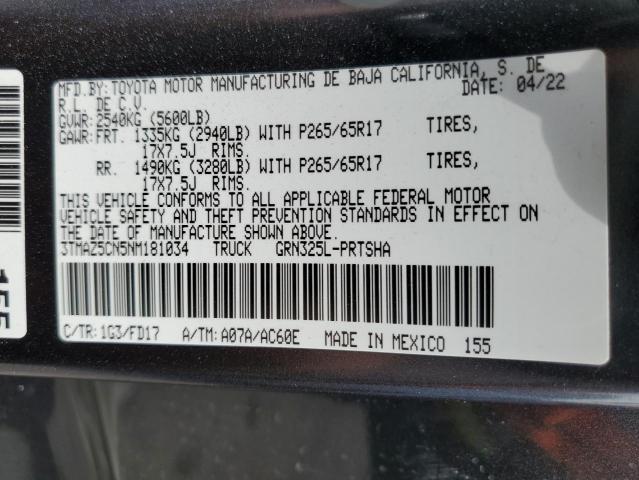 MFD.BY:TOYOTA MOTOR MANUFACTURING DE BAJA CALIFORNIA, S. DE
R.L. DE C.V. DATE: 04/22
GVWR:2540KG (5600LB)
GAWR:FRT. 1335KG (2940LB) WITH P265/65R17 TIRES,
17X7.5J RIMS.
RR. 1490KG (3280LB) WITH P265/65R17 TIRES,
17X7.5J RIMS.
THIS VEHICLE CONFORMS TO ALL APPLICABLE FEDERAL MOTOR
VEHICLE SAFETY AND THEFT PREVENTION STANDARDS IN EFFECT ON
THE DATE OF MANUFACTURE SHOWN ABOVE.
3TMAZ5CN5NM181034 TRUCK GRN325L-PRTSHA
C/TR:1G3/FD17 A/TM:A07A/AC60E MADE IN MEXICO 155
155